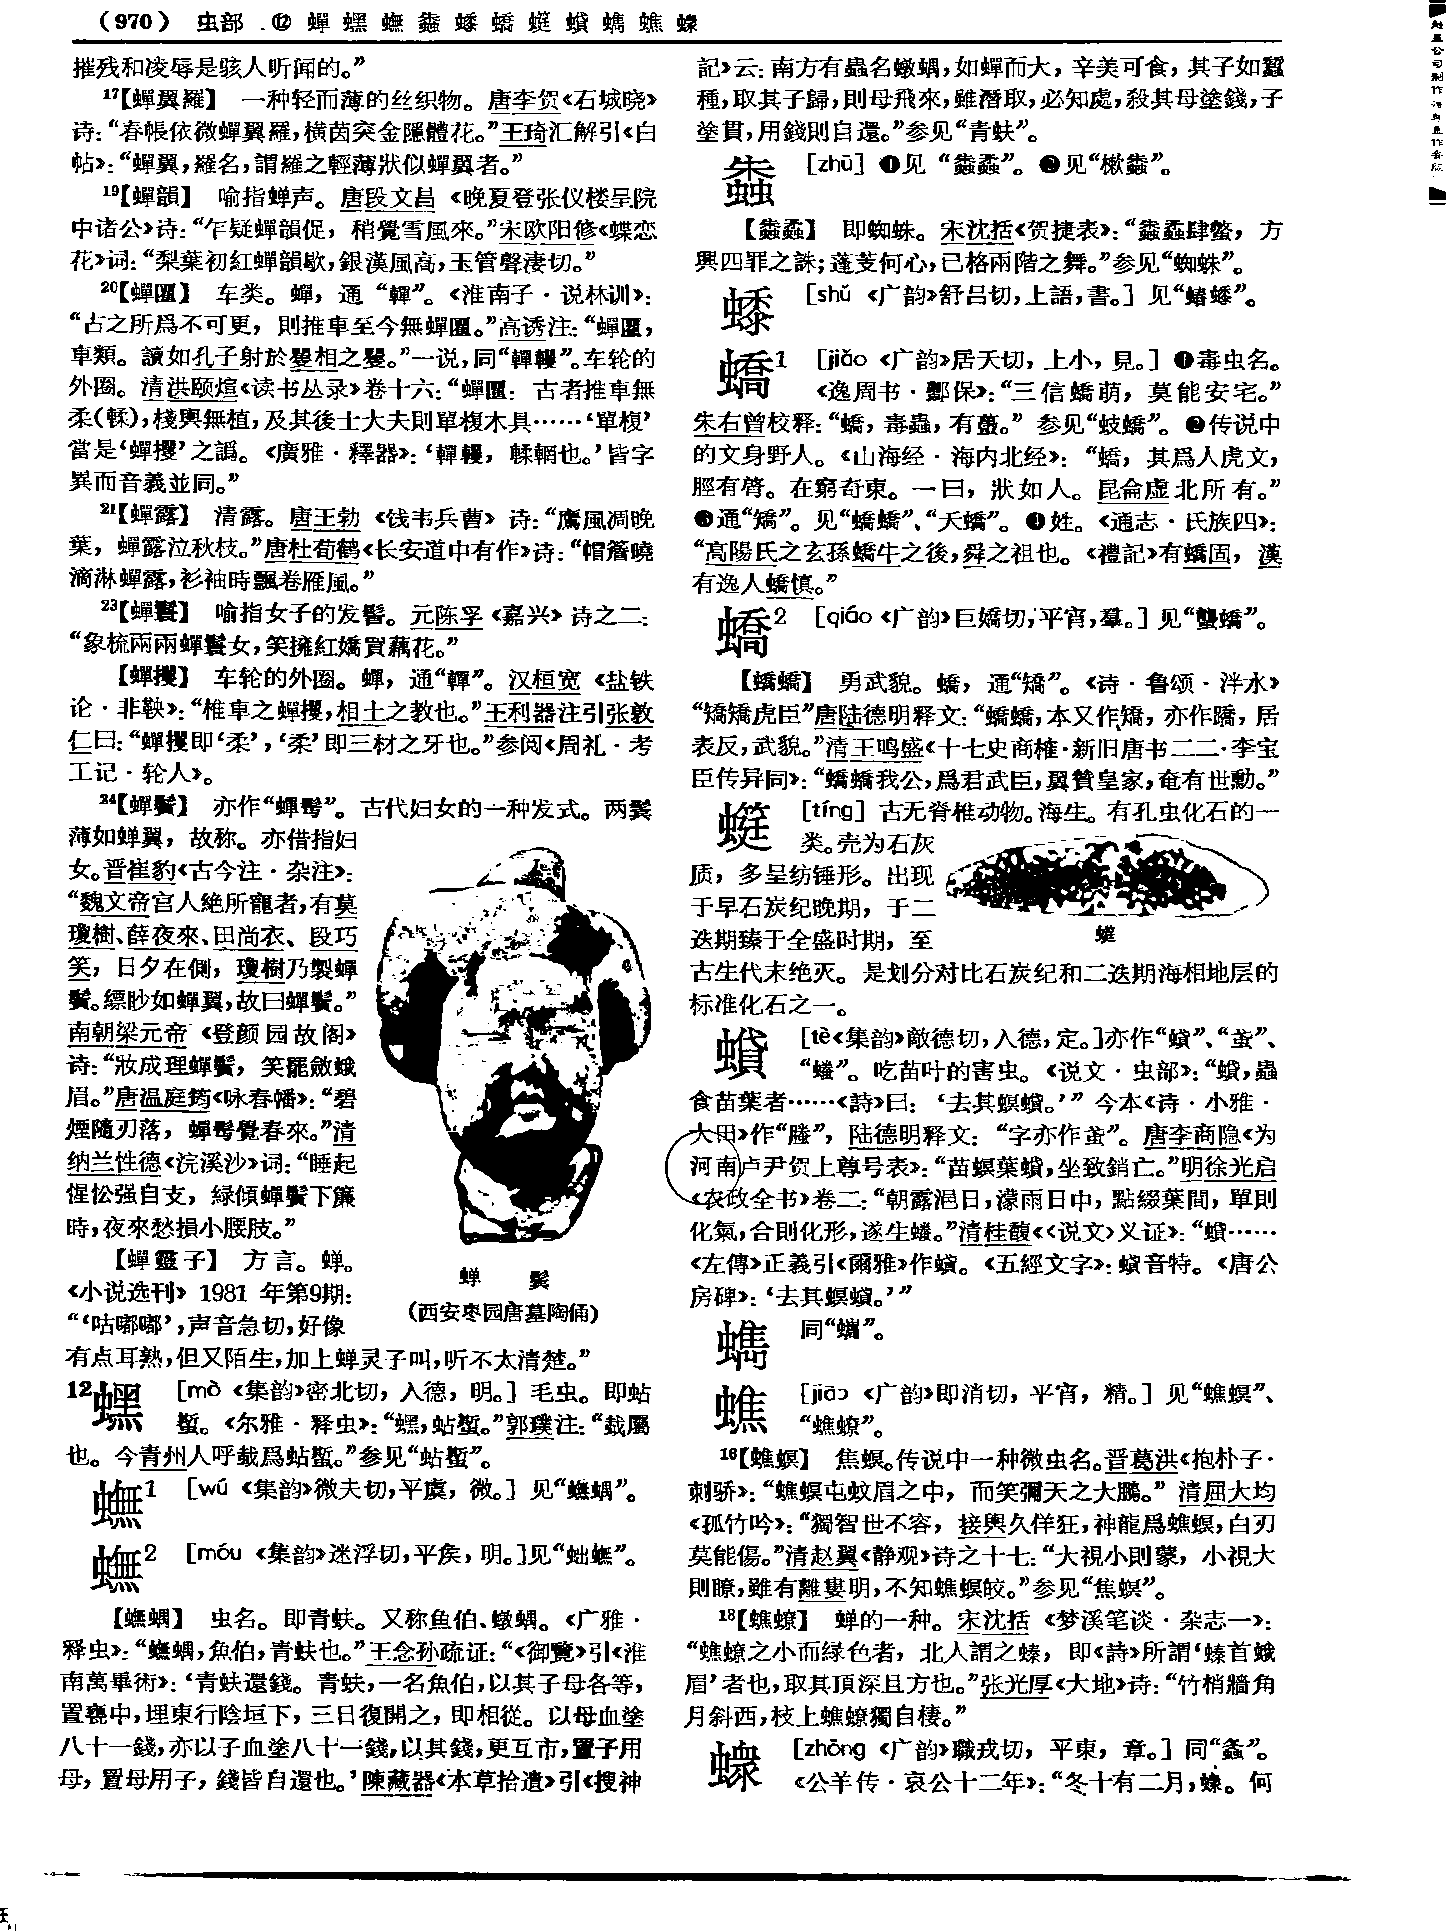 （970） 虫部 ⑫ 蟬 蟔 蟱 蠩 䗝 蟜 䗴 蟘 蟕 蟭 蟓
摧残和凌辱是骇人听闻的。”
17【蟬翼羅】 一种轻而薄的丝织物。唐李贺《石城晓》
诗：“春帳依微蟬翼羅，橫茵突金隱體花。”王琦汇解引《白
帖》：“蟬翼，羅名，謂羅之輕薄狀似蟬翼者。”
19【蟬韻】 喻指蝉声。唐段文昌《晚夏登张仪楼呈院
中诸公》诗：“乍疑蟬韻促，稍覺雪風來。”宋欧阳修《蝶恋
花》词：“梨葉初紅蟬韻歇，銀漢風高，玉管聲淒切。”
20【蟬匷】 车类。蟬，通“輝”。《淮南子·说林训》：
“古之所爲不可更，則推車至今無蟬匷。”高诱注：“蟬匷，
車類。讀如孔子射於矍相之矍。”一说，同“輝轋”。车轮的
外圈。清洪颐煊《读书丛录》卷十六：“蟬匷： 古者推車無
柔(輮)，棧輿無植，及其後士大夫則單複木具……‘單複’
當是‘蟬攫’之譌。《廣雅·釋器》：‘輝轋，輮輞也。’皆字
異而音義並同。”
21【蟬露】 清露。唐王勃《饯韦兵曹》诗：“鷹風凋晚
葉，蟬露泣秋枝。”唐杜荀鹤《长安道中有作》诗：“帽簷曉
滴淋蟬露，衫袖時飄卷雁風。”
23【蟬鬟】 喻指女子的发髻。元陈孚《嘉兴》诗之二：
“象梳兩兩蟬鬟女，笑擁紅嬌買藕花。”
【蟬攫】 车轮的外圈。蟬，通“輝”。汉桓宽《盐铁
论·非鞅》：“椎車之蟬攫，相土之教也。”王利器注引张敦
仁曰：“蟬攫即‘柔’，‘柔’即三材之牙也。”参阅《周礼·考
工记·轮人》。
24【蟬鬢】 亦作“蟬髩”。古代妇女的一种发式。两鬓
薄如蝉翼，故称。亦借指妇
女。晋崔豹《古今注·杂注》：
“魏文帝宫人絶所寵者，有莫
瓊樹、薛夜來、田尚衣、段巧
笑，日夕在側，瓊樹乃製蟬
鬢。縹眇如蟬翼，故曰蟬鬢。”
南朝梁元帝《登颜园故阁》
诗：“妝成理蟬鬢，笑罷斂蛾
眉。”唐温庭筠《咏春幡》：“碧
煙隨刃落，蟬髩覺春來。”清
纳兰性德《浣溪沙》词：“睡起
惺忪强自支，緑傾蟬鬢下簾
時，夜來愁損小腰肢。”
【蟬靈子】 方言。蝉。
《小说选刊》1981 年第9期：
“‘咕嘟嘟’，声音急切，好像
有点耳熟，但又陌生，加上蝉灵子叫，听不太清楚。”
蝉 鬓
（西安枣园唐墓陶俑）
12蟔 [mò 《集韵》密北切，入德，明。] 毛虫。即蛅
蟴。《尔雅·释虫》：“蟔，蛅蟴。”郭璞注：“蛓屬
也。今青州人呼蛓爲蛅蟴。”参见“蛅蟴”。
蟱1 [wú 《集韵》微夫切，平虞，微。] 见“蟱蜗”。
蟱2 [móu 《集韵》迷浮切，平侯，明。]见“蚍蟱”。
【蟱蜗】 虫名。即青蚨。又称鱼伯、蠍蜗。《广雅·
释虫》：“蟱蜗，魚伯，青蚨也。”王念孙疏证：“《御覽》引《淮
南萬畢術》：‘青蚨還錢。青蚨，一名魚伯，以其子母各等，
置甕中，埋東行陰垣下，三日復開之，即相從。以母血塗
八十一錢，亦以子血塗八十一錢，以其錢，更互市，置子用
母，置母用子，錢皆自還也。’陳藏器《本草拾遺》引《搜神
記》云：南方有蟲名蠍蜗，如蟬而大，辛美可食，其子如蠶
種，取其子歸，則母飛來，雖潛取，必知處，殺其母塗錢，子
塗貫，用錢則自還。”参见“青蚨”。
[zhū] ❶见“蠩蟊”。❷见“橛蠩”。
【蠩蟊】 即蜘蛛。宋沈括《贺捷表》：“蠩蟊肆螫，方
興四罪之誅；蓬芰何心，已格兩階之舞。”参见“蜘蛛”。
[shǔ 《广韵》舒吕切，上語，書。] 见“䗝”。
蟜1 [jiǎo 《广韵》居夭切，上小，見。] ❶毒虫名。
《逸周书·酆保》：“三信蟜萌，莫能安宅。”
朱右曾校释：“蟜，毒蟲，有蠆。” 参见“蚑蟜”。❷传说中
的文身野人。《山海经·海内北经》：“蟜，其爲人虎文，
脛有䏿。在窮奇東。一曰，狀如人。昆侖虛北所有。”
❸通“矯”。见“蟜蟜”、“夭蟜”。❹姓。《通志·氏族四》：
“高陽氏之玄孫蟜牛之後，舜之祖也。《禮記》有蟜固，漢
有逸人蟜慎。”
蟜2 [qiáo 《广韵》巨嬌切，平宵，羣。] 见“蠪蟜”。
【蟜蟜】 勇武貌。蟜，通“矯”。《诗·鲁颂·泮水》
“矯矯虎臣”唐陆德明释文：“蟜蟜，本又作矯，亦作蹻，居
表反，武貌。”清王鸣盛《十七史商榷·新旧唐书二二·李宝
臣传异同》：“蟜蟜我公，爲君武臣，翼贊皇家，奄有世勳。”
䗴 [tíng] 古无脊椎动物。海生。有孔虫化石的一
类。壳为石灰
质，多呈纺锤形。出现
于早石炭纪晚期，于二
迭期臻于全盛时期，至
古生代末绝灭。是划分对比石炭纪和二迭期海相地层的
标准化石之一。
䗴
蟘 [tè《集韵》敵德切，入德，定。]亦作“螣”、“蚮”、
“蟘”。吃苗叶的害虫。《说文·虫部》：“蟘，蟲
食苗葉者……《詩》曰：‘去其螟蟘。’” 今本《诗·小雅·
大田》作“螣”，陆德明释文：“字亦作蚮”。唐李商隐《为
河南卢尹贺上尊号表》：“苗螟葉蟘，坐致銷亡。”明徐光启
《农政全书》卷二：“朝露浥日，濛雨日中，點綴葉間，單則
化氣，合則化形，遂生蟘。”清桂馥《〈说文〉义证》：“蟘……
《左傳》正義引《爾雅》作蟘。《五經文字》：蟘音特。《唐公
房碑》：‘去其螟蟘。’”
蟕 同“蠵”。
蟭 [jiāo 《广韵》即消切，平宵，精。] 见“蟭螟”、
“蟭蟟”。
16【蟭螟】 焦螟。传说中一种微虫名。晋葛洪《抱朴子·
刺骄》：“蟭螟屯蚊眉之中，而笑彌天之大鵬。” 清屈大均
《孤竹吟》：“獨智世不容，接輿久佯狂，神龍爲蟭螟，白刃
莫能傷。”清赵翼《静观》诗之十七：“大視小則蒙，小視大
則瞭，雖有離婁明，不知蟭螟皎。”参见“焦螟”。
18【蟭蟟】 蝉的一种。宋沈括《梦溪笔谈·杂志一》：
“蟭蟟之小而緑色者，北人謂之螓，即《詩》所謂‘螓首蛾
眉’者也，取其頂深且方也。”张光厚《大地》诗：“竹梢牆角
月斜西，枝上蟭蟟獨自棲。”
[zhōng 《广韵》職戎切，平東，章。] 同“螽”。
《公羊传·哀公十二年》：“冬十有二月，䗥。何